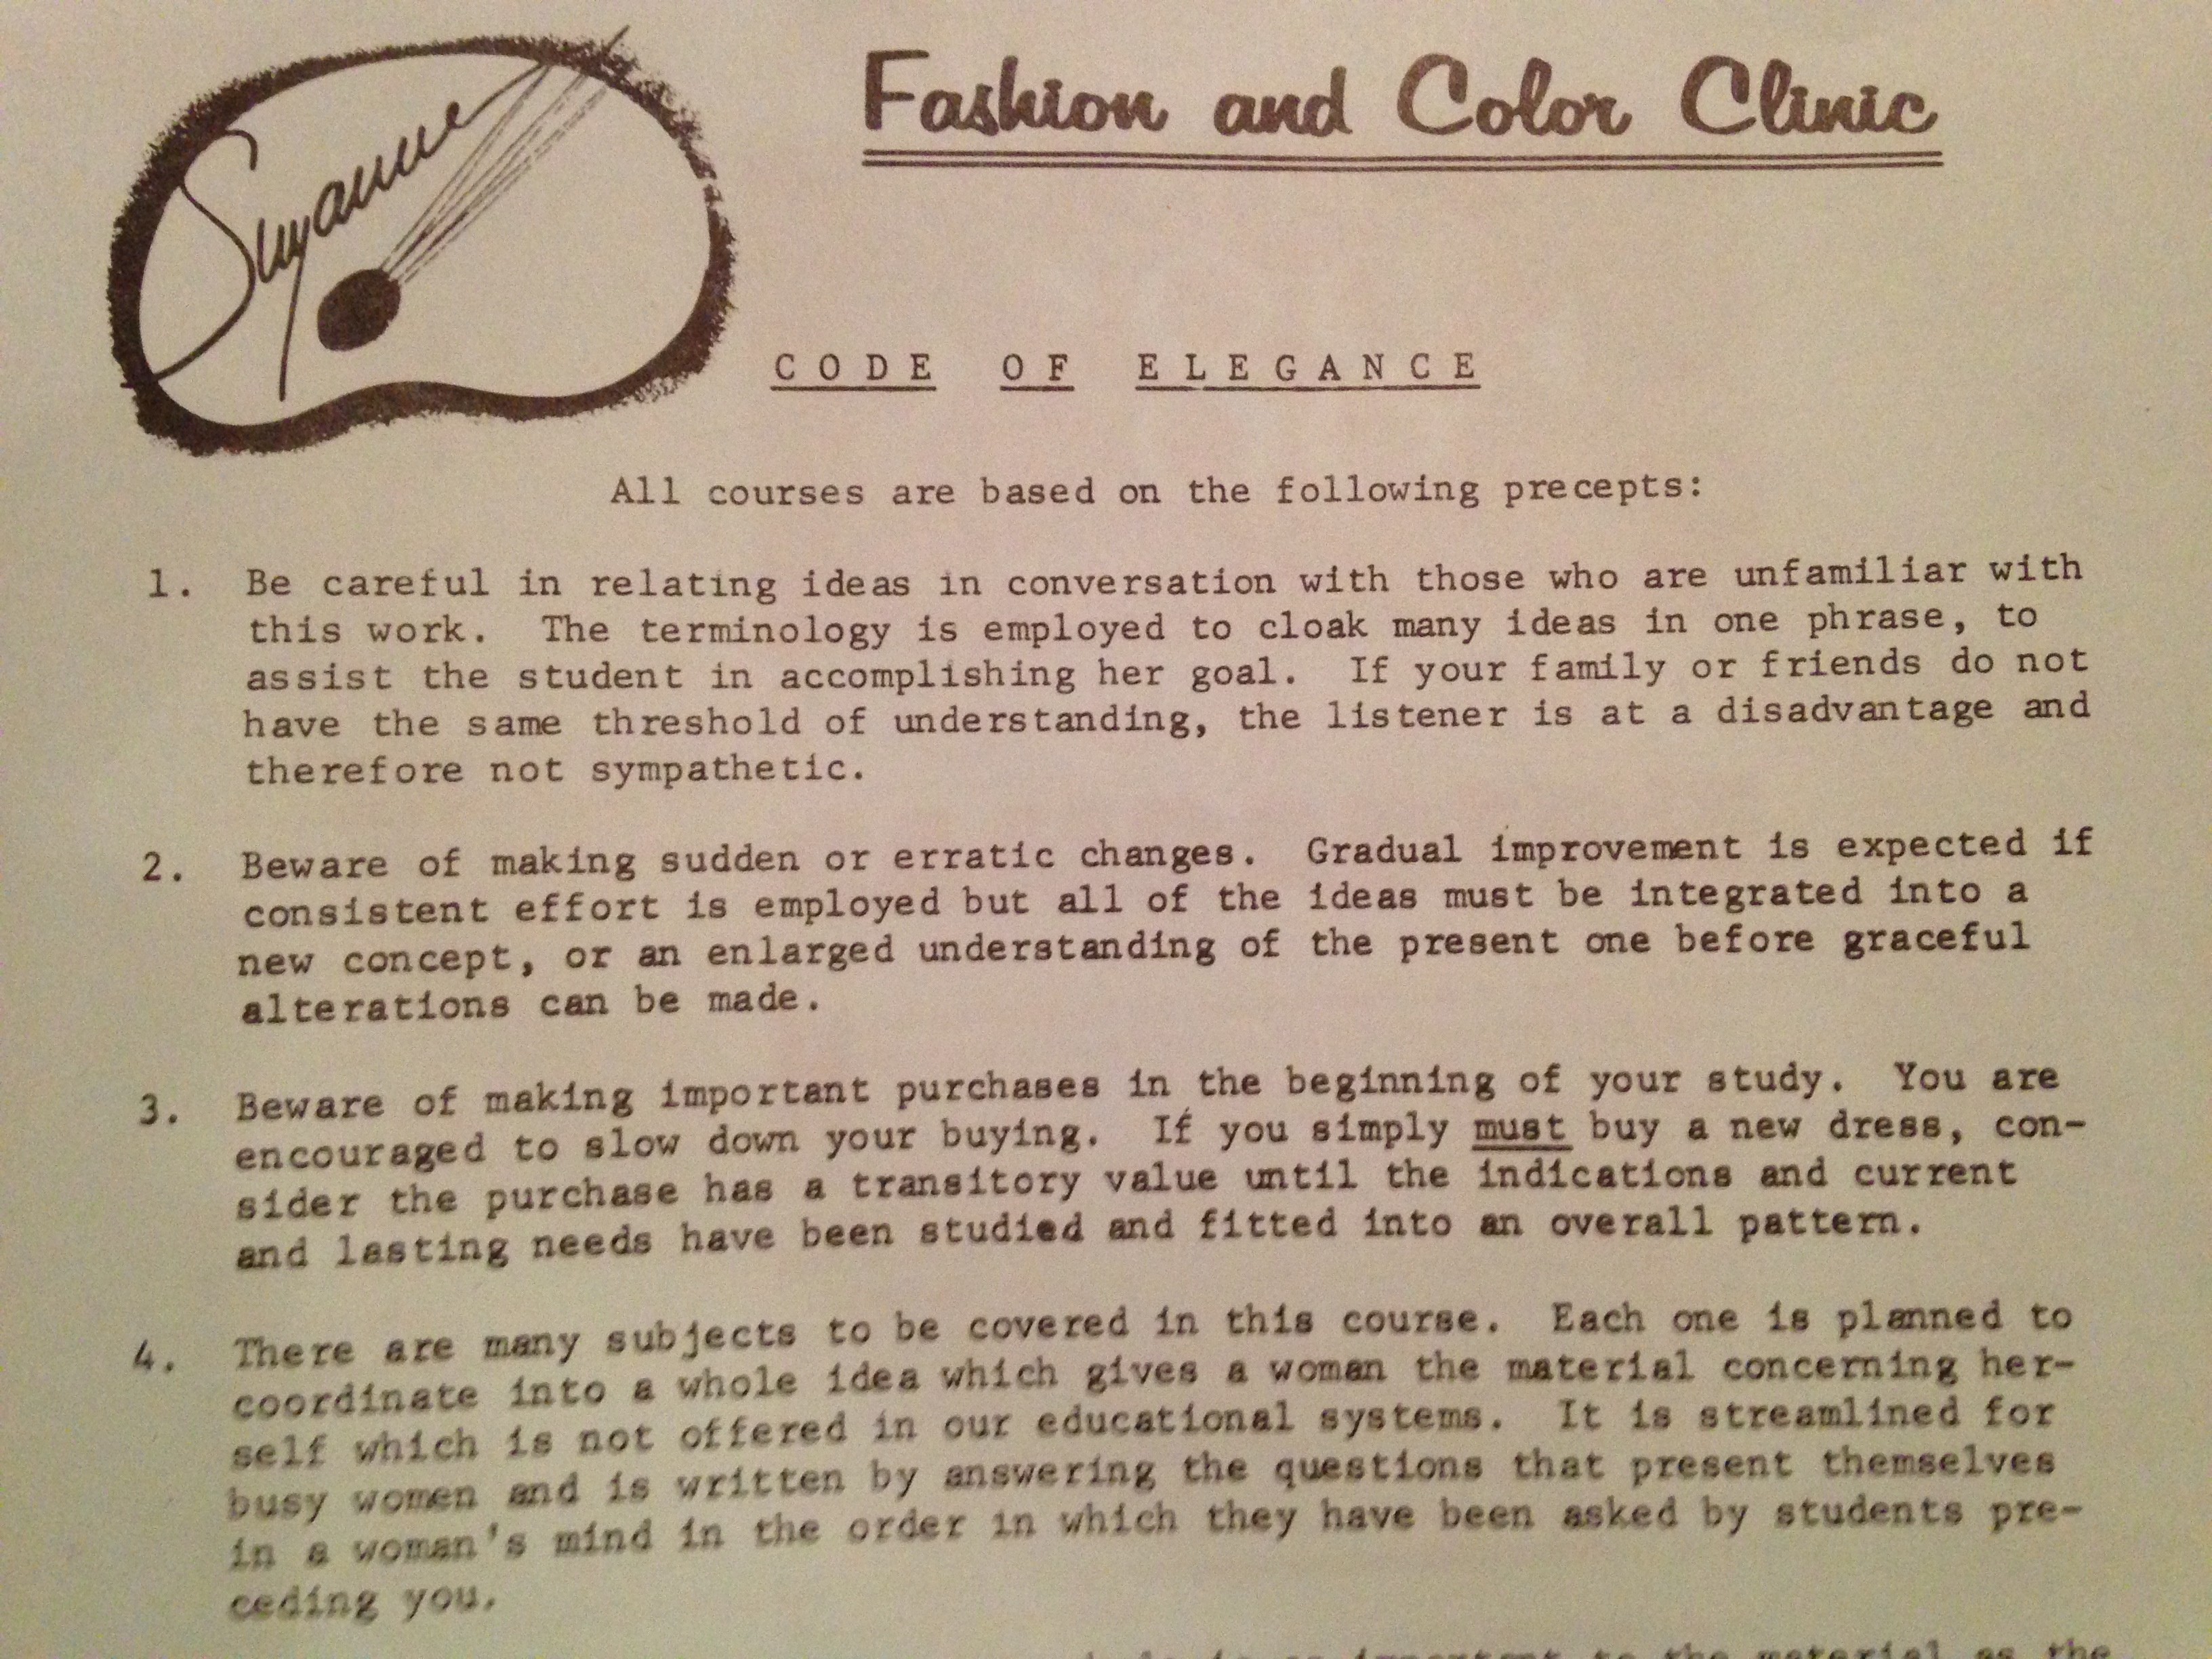 Suzanne
Fashion and Color Clinic
CODE OF ELEGANCE
All courses are based on the following precepts:
1. Be careful in relating ideas in conversation with those who are unfamiliar with
this work. The terminology is employed to cloak many ideas in one phrase, to
assist the student in accomplishing her goal. If your family or friends do not
have the same threshold of understanding, the listener is at a disadvantage and
therefore not sympathetic.
2. Beware of making sudden or erratic changes. Gradual improvement is expected if
consistent effort is employed but all of the ideas must be integrated into a
new concept, or an enlarged understanding of the present one before graceful
alterations can be made.
3. Beware of making important purchases in the beginning of your study. You are
encouraged to slow down your buying. If you simply must buy a new dress, con-
sider the purchase has a transitory value until the indications and current
and lasting needs have been studied and fitted into an overall pattern.
4. There are many subjects to be covered in this course. Each one is planned to
coordinate into a whole idea which gives a woman the material concerning her-
self which is not offered in our educational systems. It is streamlined for
busy women and is written by answering the questions that present themselves
in a woman's mind in the order in which they have been asked by students pre-
ceding you.
is as important to the material as the